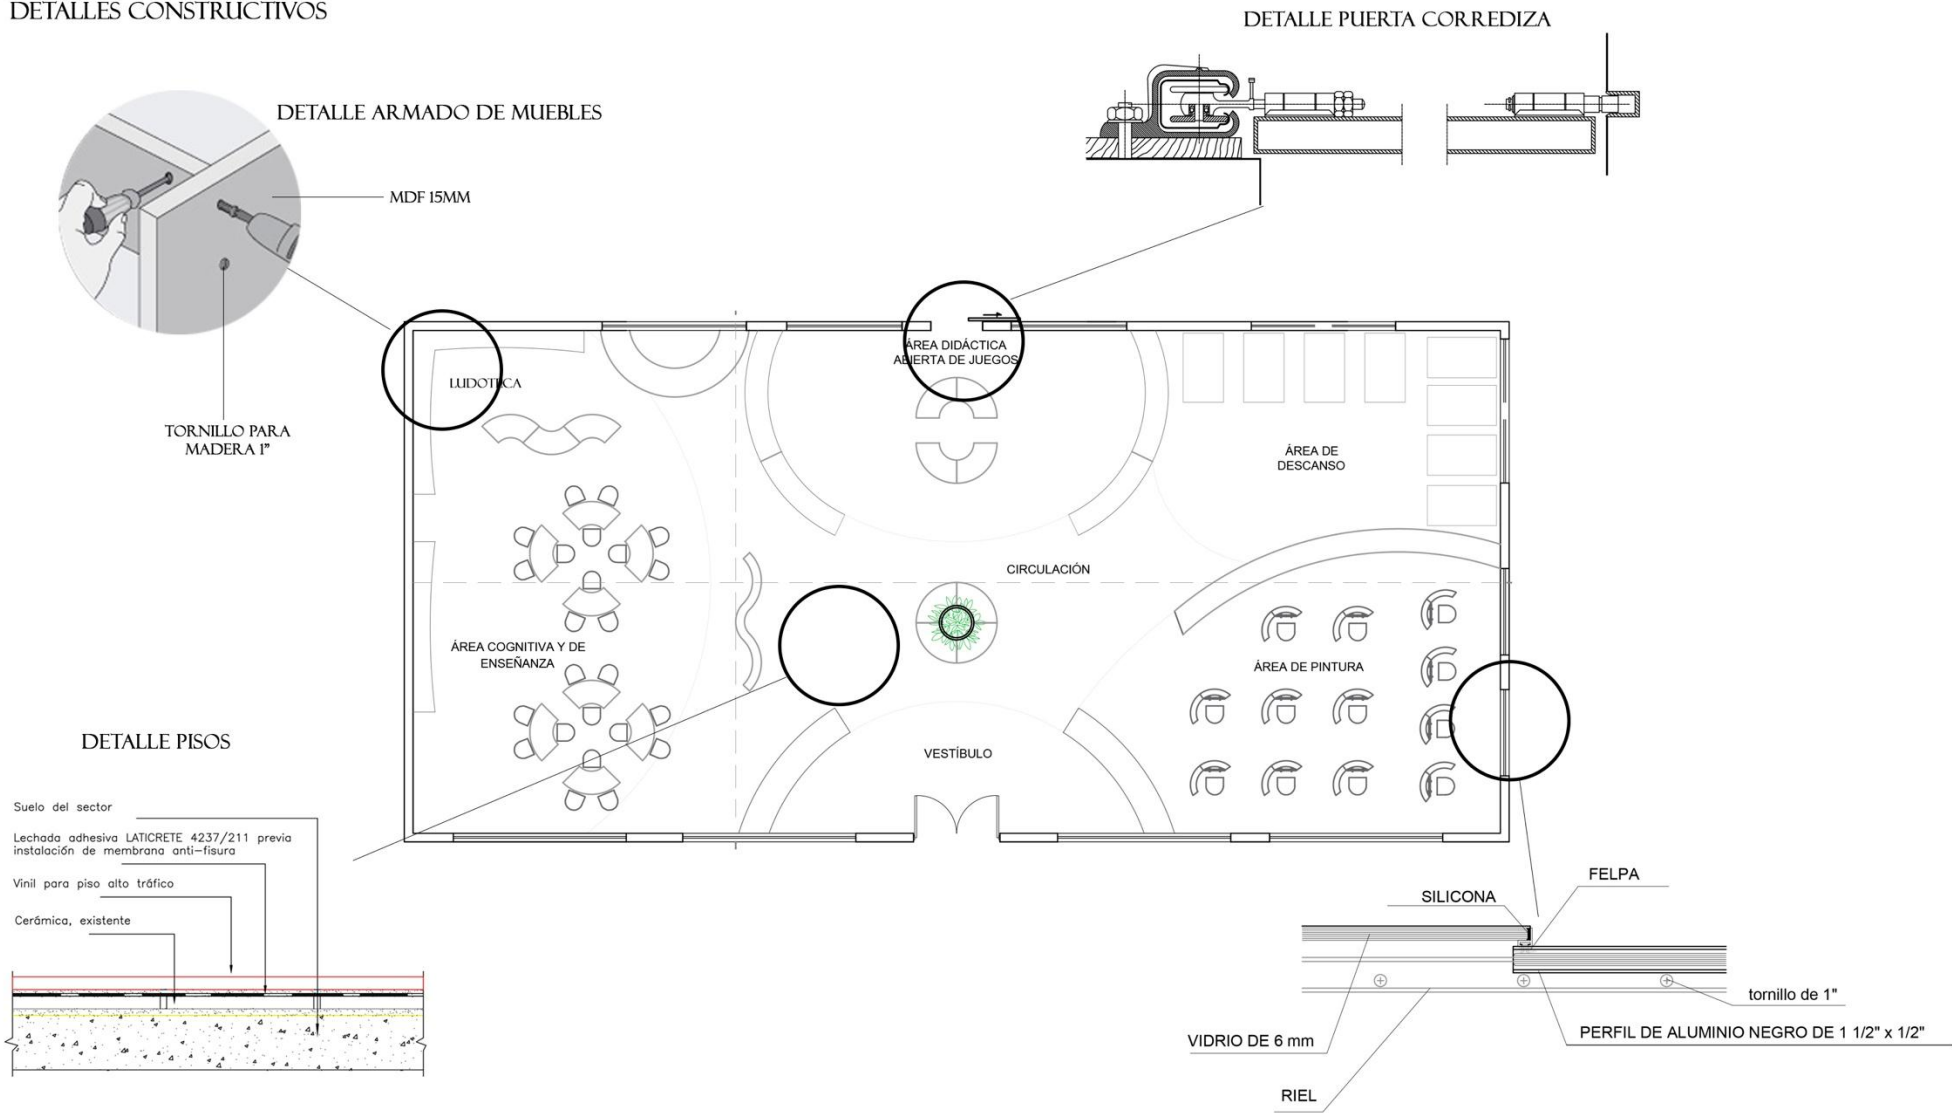 DETALLES CONSTRUCTIVOS
DETALLE PUERTA CORREDIZA
DETALLE ARMADO DE MUEBLES
MDF 15MM
TORNILLO PARA
MADERA 1"
LUDOTECA
ÁREA DIDÁCTICA
ABIERTA DE JUEGOS
ÁREA DE
DESCANSO
CIRCULACIÓN
ÁREA COGNITIVA Y DE
ENSEÑANZA
ÁREA DE PINTURA
VESTÍBULO
DETALLE PISOS
Suelo del sector
Lechada adhesiva LATICRETE 4237/211 previa
instalación de membrana anti-fisura
Vinil para piso alto tráfico
Cerámica, existente
FELPA
SILICONA
tornillo de 1"
VIDRIO DE 6 mm
PERFIL DE ALUMINIO NEGRO DE 1 1/2" x 1/2"
RIEL